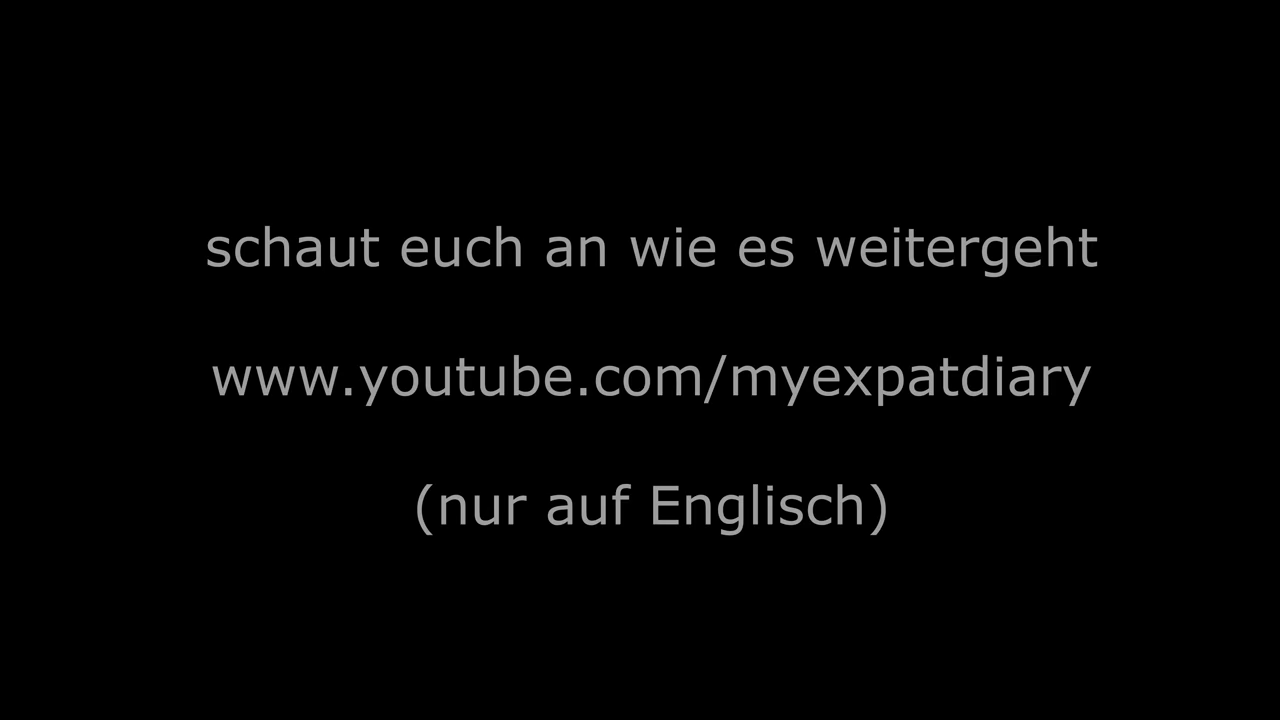 schaut euch an wie es weitergeht
www.youtube.com/myexpatdiary
(nur auf Englisch)